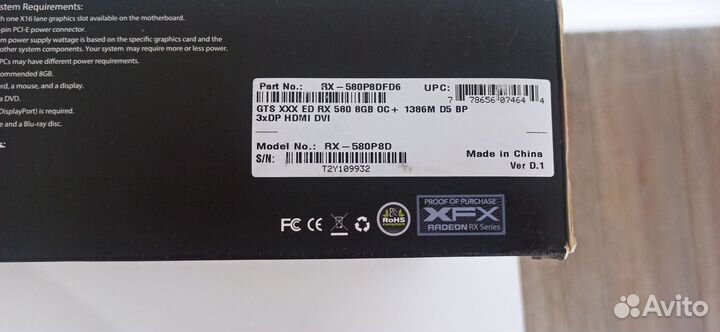 stem Requirements:
th one X16 lane graphics slot available on the motherboard.
-pin PCI-E power connector.
m power supply wattage is based on the specific graphics card and the
other system components. Your system may require more or less power.
PCs may have different power requirements.
commended 8GB.
rd, a mouse, and a display.
a DVD.
(DisplayPort) is required.
e and a Blu-ray disc.
s:
Part No.: RX-580P8DFD6 UPC:
7 78656 07464 4
GTS XXX ED RX 580 8GB OC+ 1386M D5 BP
3xDP HDMI DVI
Model No.: RX-580P8D
S/N:
T2Y109932
Made in China
Ver D.1
FC CE
RoHS
PROOF OF PURCHASE
XFX
RADEON RX Series
Avito